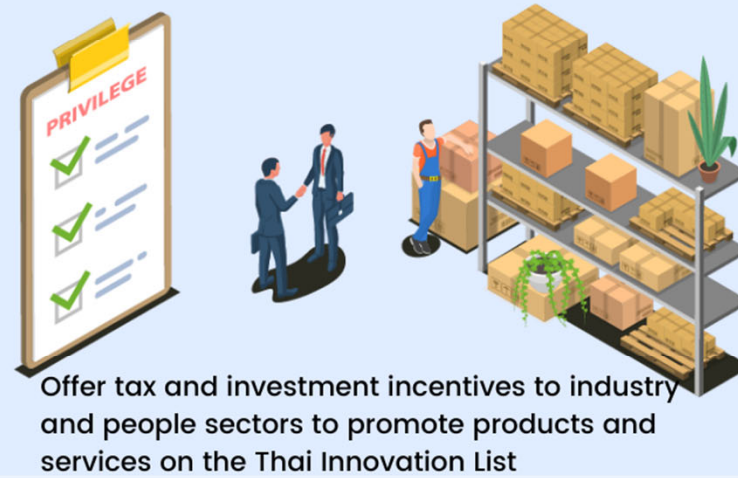 PRIVILEGE
Offer tax and investment incentives to industry
and people sectors to promote products and
services on the Thai Innovation List